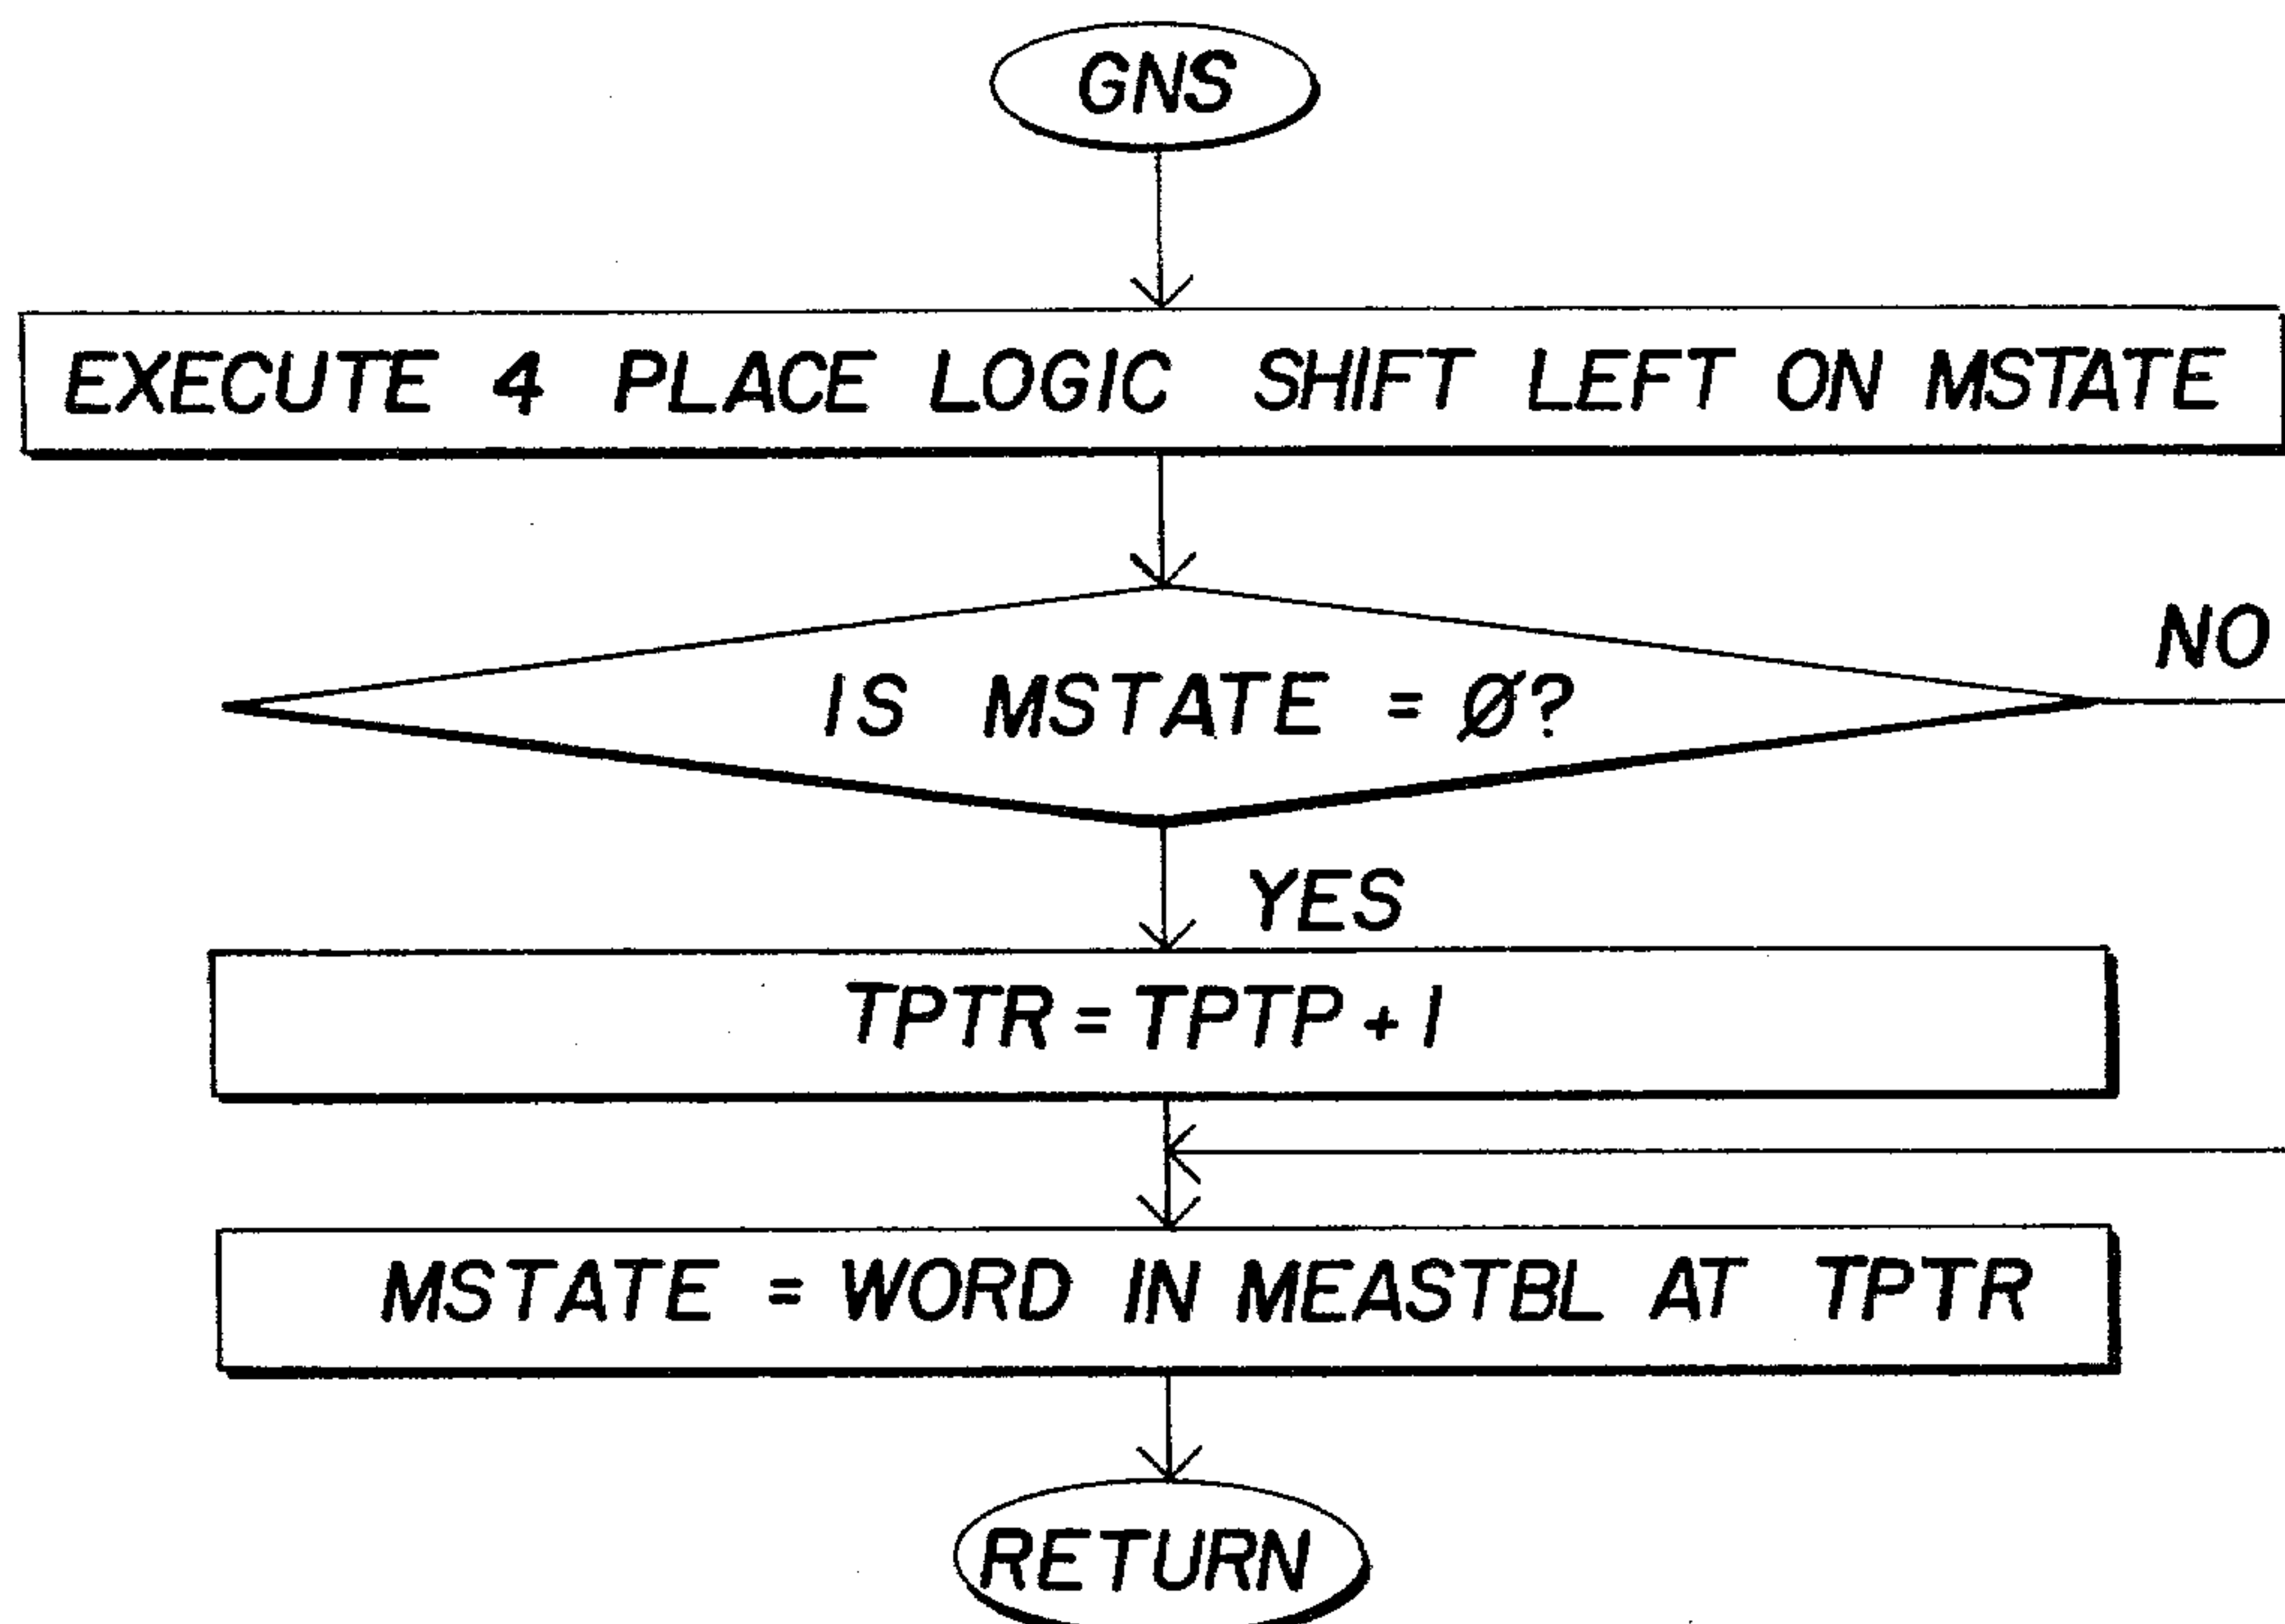 GNS
EXECUTE 4 PLACE LOGIC SHIFT LEFT ON MSTATE
IS MSTATE = Ø?
NO
YES
TPTR = TPTP + 1
MSTATE = WORD IN MEASTBL AT TPTR
RETURN